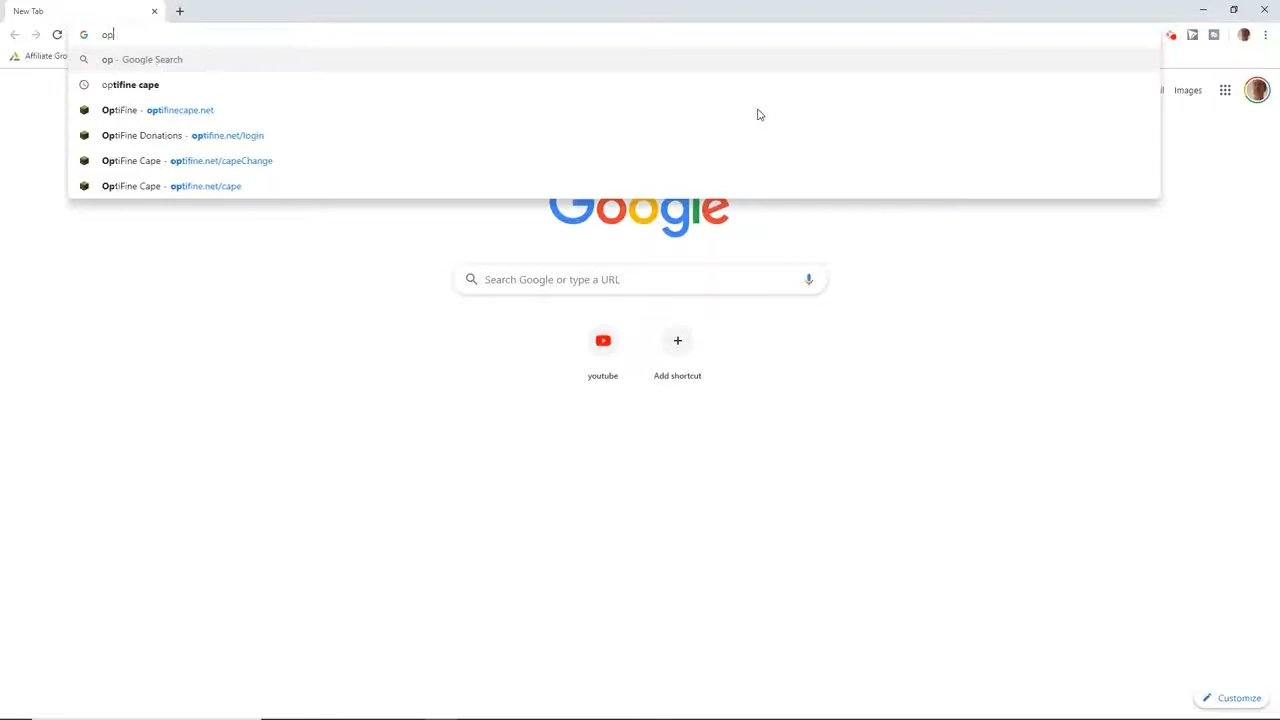 New Tab
op
Affiliate Gro
op - Google Search
optifine cape
OptiFine - optifinecape.net
OptiFine Donations - optifine.net/login
OptiFine Cape - optifine.net/capeChange
OptiFine Cape - optifine.net/cape
Images
Google
Search Google or type a URL
youtube
Add shortcut
Customize